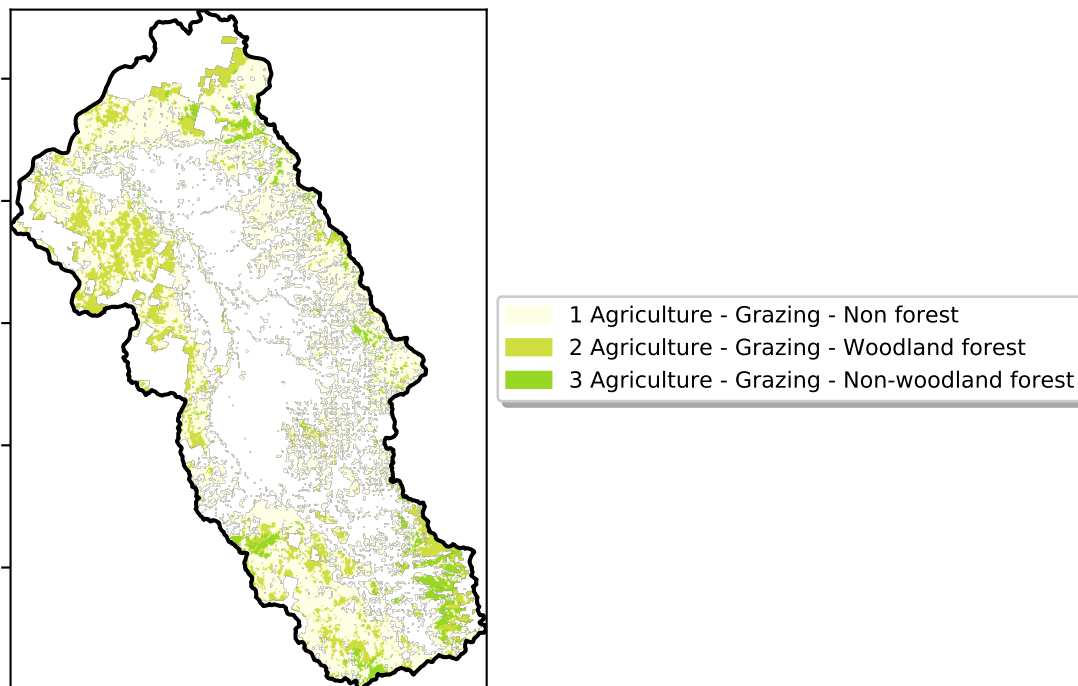 1 Agriculture - Grazing - Non forest
2 Agriculture - Grazing - Woodland forest
3 Agriculture - Grazing - Non-woodland forest